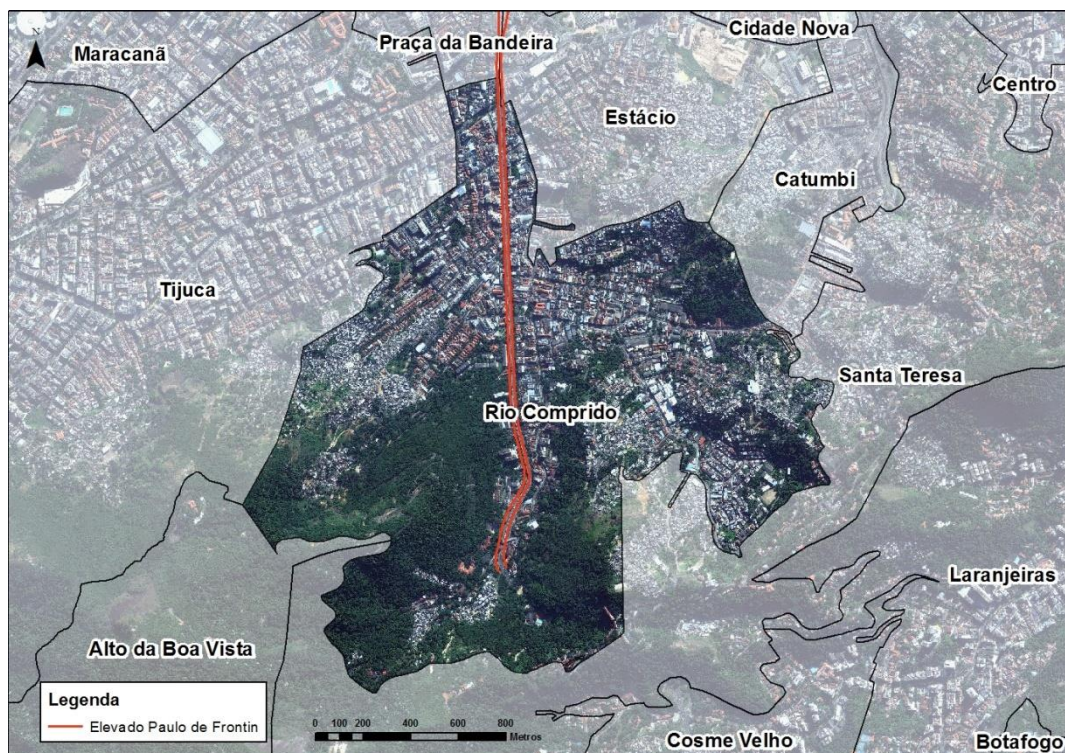 Cidade Nova
Praça da Bandeira
Maracanã
N
Centro
Estácio
Catumbi
Tijuca
Santa Teresa
Rio Comprido
Laranjeiras
Alto da Boa Vista
Legenda
Elevado Paulo de Frontin
0 100 200 400 600 800
Metros
Cosme Velho
Botafogo